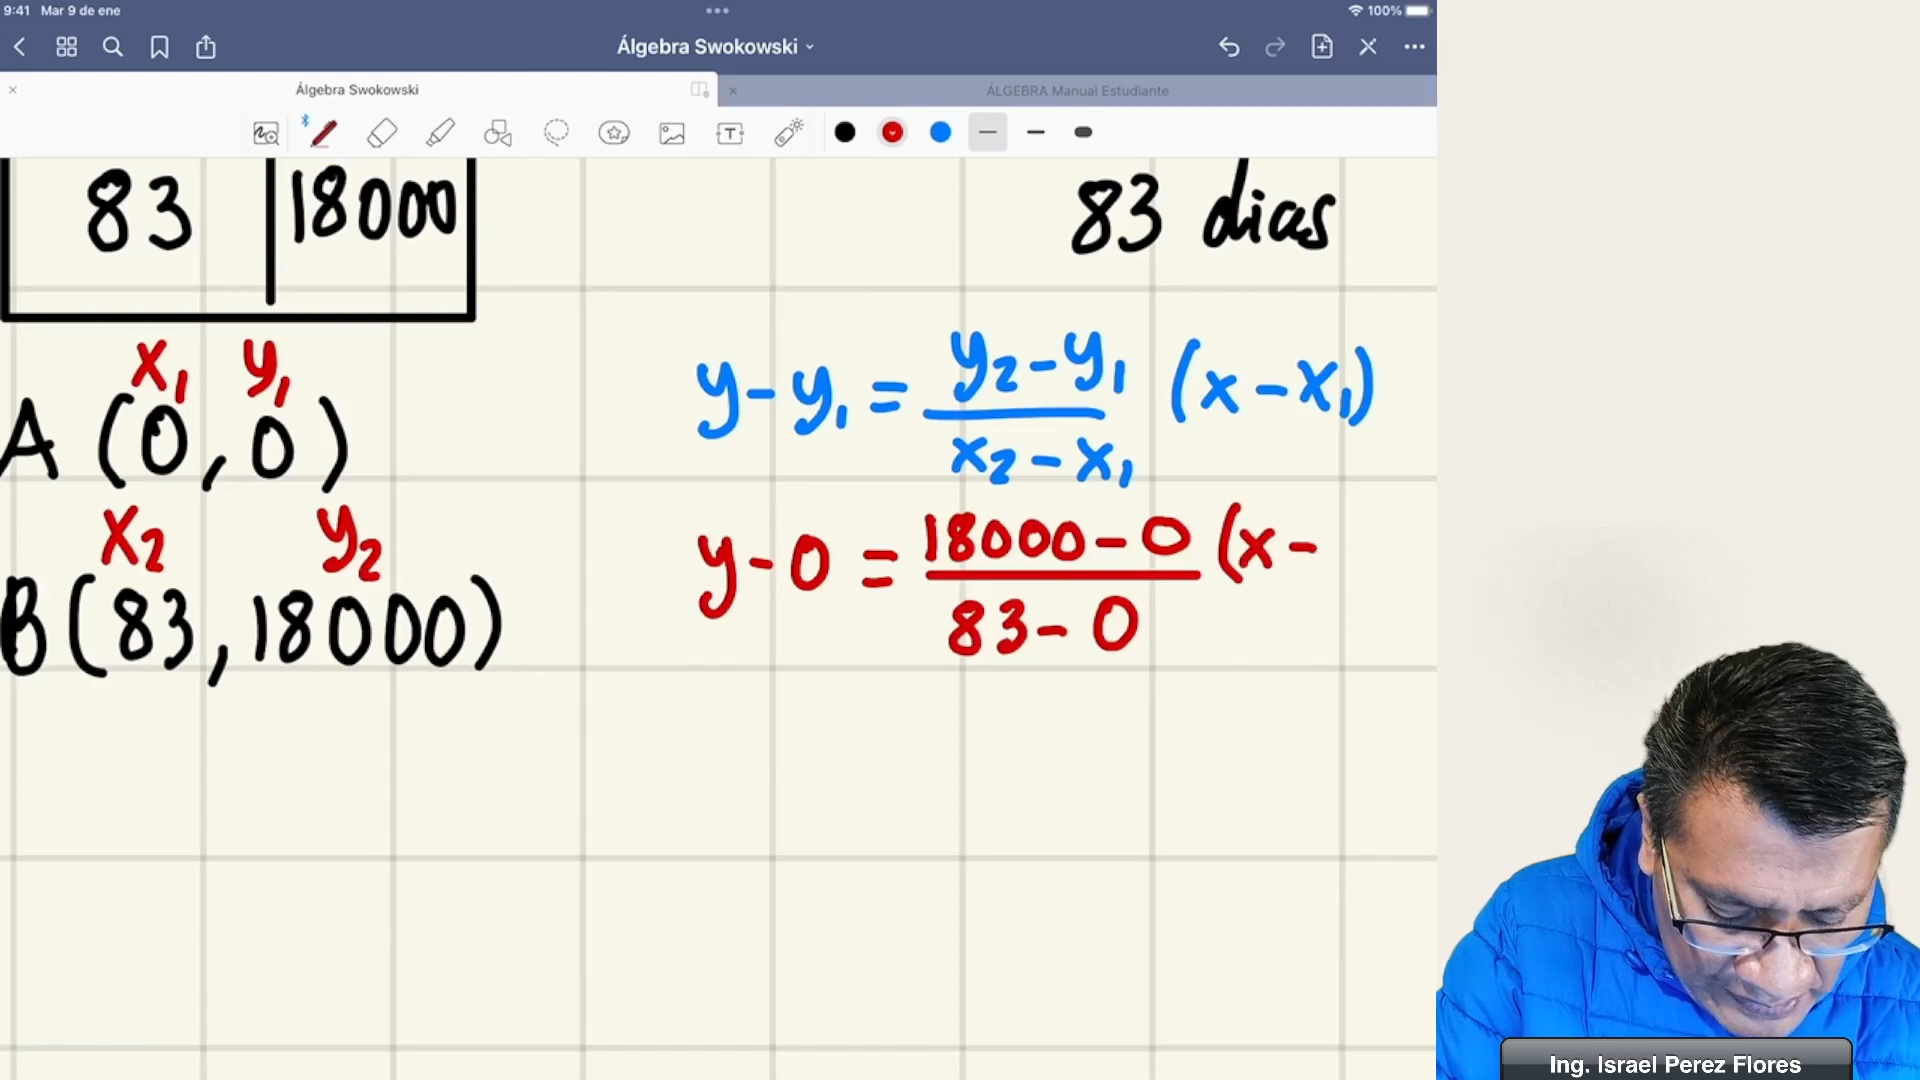 9:41 Mar 9 de ene
100%
Álgebra Swokowski
Álgebra Swokowski
ÁLGEBRA Manual Estudiante
83 | 18000
83 dias
x₁ y₁
A (0, 0)
x₂ y₂
B (83, 18000)
y - y₁ = (y₂ - y₁)/(x₂ - x₁) (x - x₁)
y - 0 = (18000 - 0)/(83 - 0) (x -
Ing. Israel Perez Flores